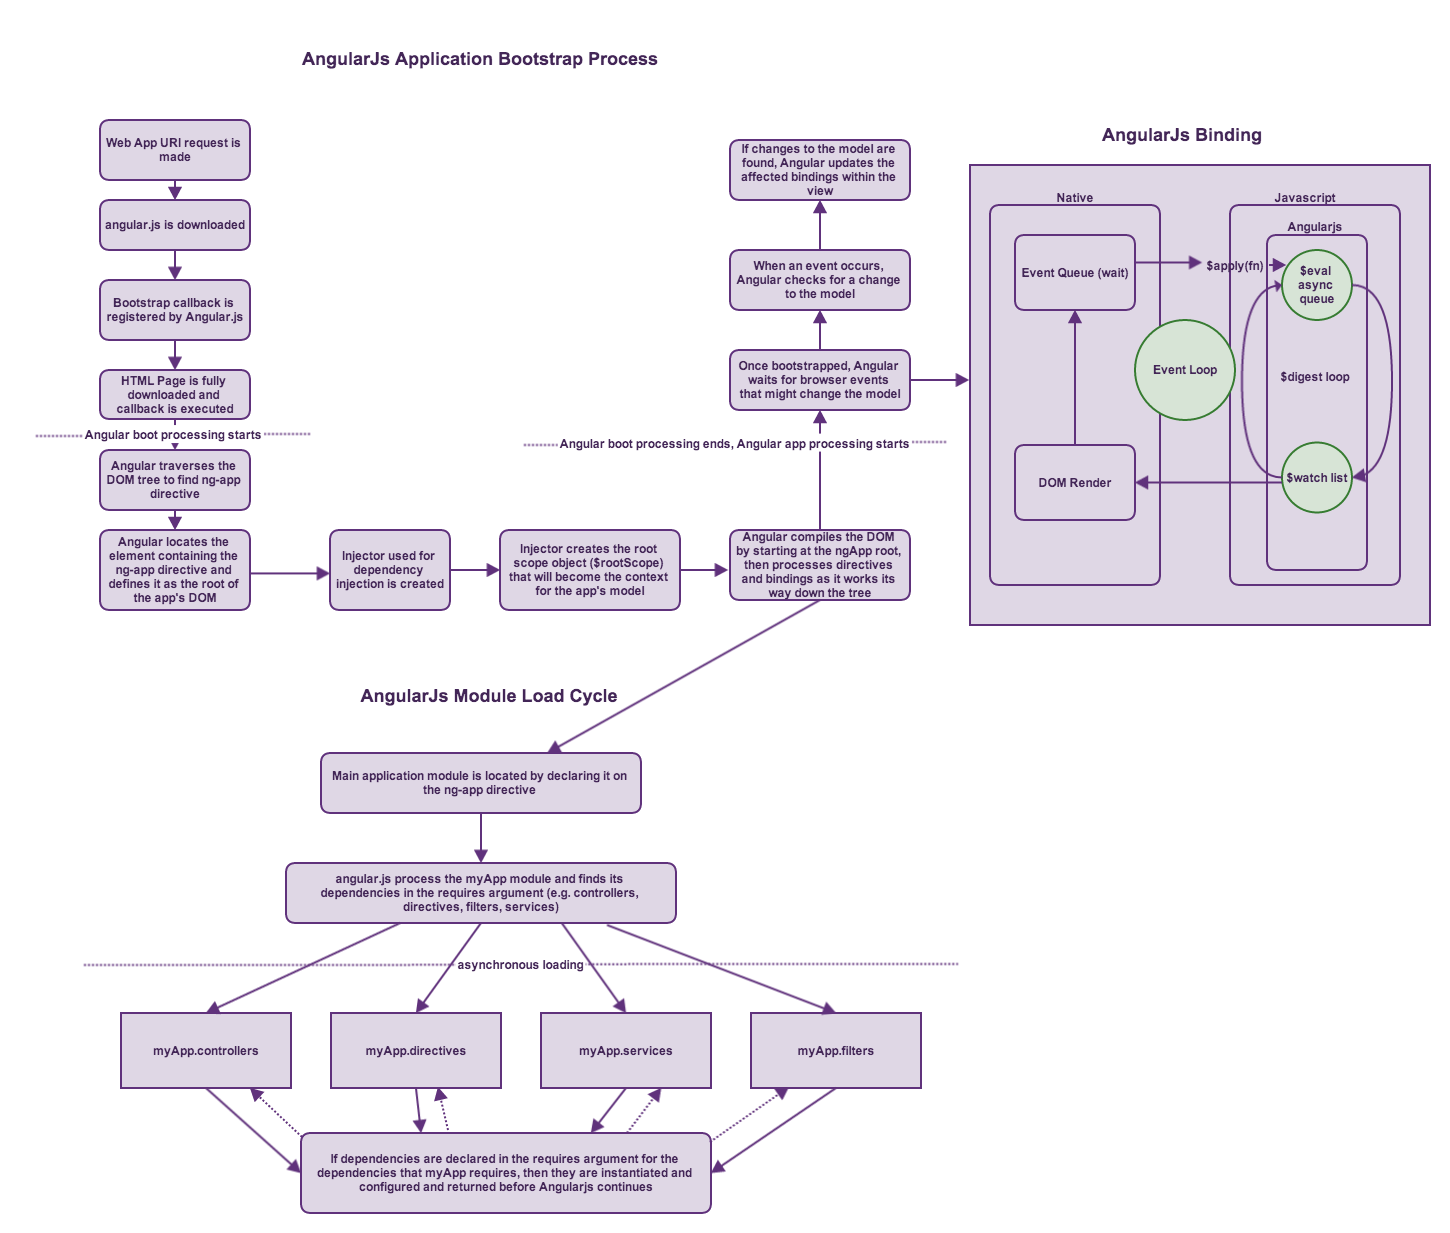 AngularJs Application Bootstrap Process
Web App URI request is
made
angular.js is downloaded
Bootstrap callback is
registered by Angular.js
HTML Page is fully
downloaded and
callback is executed
Angular boot processing starts
Angular traverses the
DOM tree to find ng-app
directive
Angular locates the
element containing the
ng-app directive and
defines it as the root of
the app's DOM
Injector used for
dependency
injection is created
Injector creates the root
scope object ($rootScope)
that will become the context
for the app's model
Angular compiles the DOM
by starting at the ngApp root,
then processes directives
and bindings as it works its
way down the tree
Angular boot processing ends, Angular app processing starts
Once bootstrapped, Angular
waits for browser events
that might change the model
When an event occurs,
Angular checks for a change
to the model
If changes to the model are
found, Angular updates the
affected bindings within the
view
AngularJs Binding
Native
Event Queue (wait)
DOM Render
Event Loop
Javascript
Angularjs
$apply(fn)
$eval
async
queue
$digest loop
$watch list
AngularJs Module Load Cycle
Main application module is located by declaring it on
the ng-app directive
angular.js process the myApp module and finds its
dependencies in the requires argument (e.g. controllers,
directives, filters, services)
asynchronous loading
myApp.controllers
myApp.directives
myApp.services
myApp.filters
If dependencies are declared in the requires argument for the
dependencies that myApp requires, then they are instantiated and
configured and returned before Angularjs continues